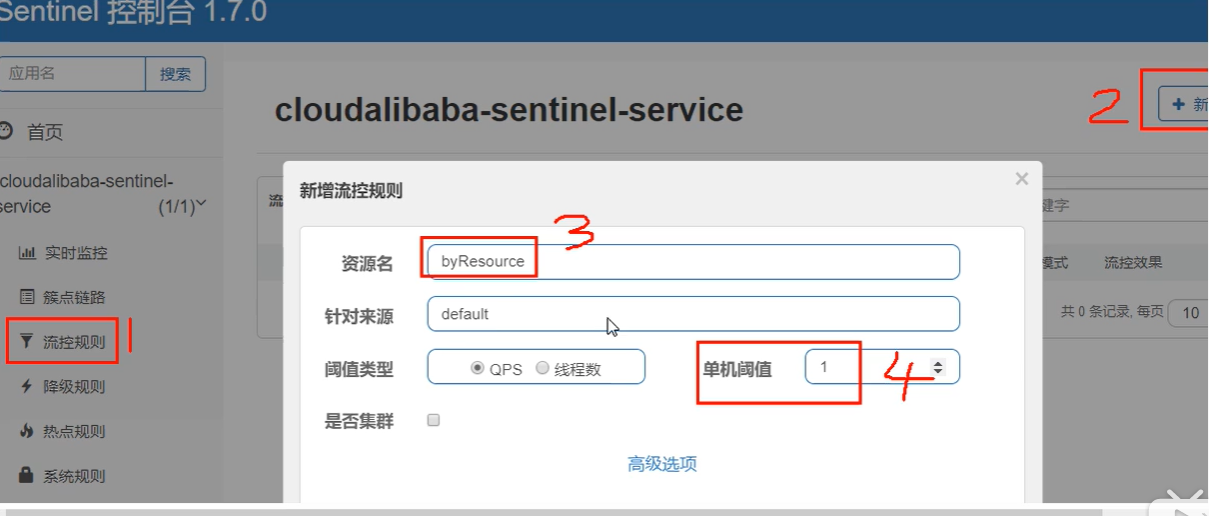 Sentinel 控制台 1.7.0
应用名 搜索
cloudalibaba-sentinel-service
2
+ 新
首页
cloudalibaba-sentinel-
service (1/1)
新增流控规则
×
流
键字
3
实时监控
资源名 byResource
模式 流控效果
簇点链路
针对来源 default
共 0 条记录, 每页 10
流控规则
1
阈值类型 QPS 线程数 单机阈值 1
4
降级规则
是否集群
热点规则
高级选项
系统规则